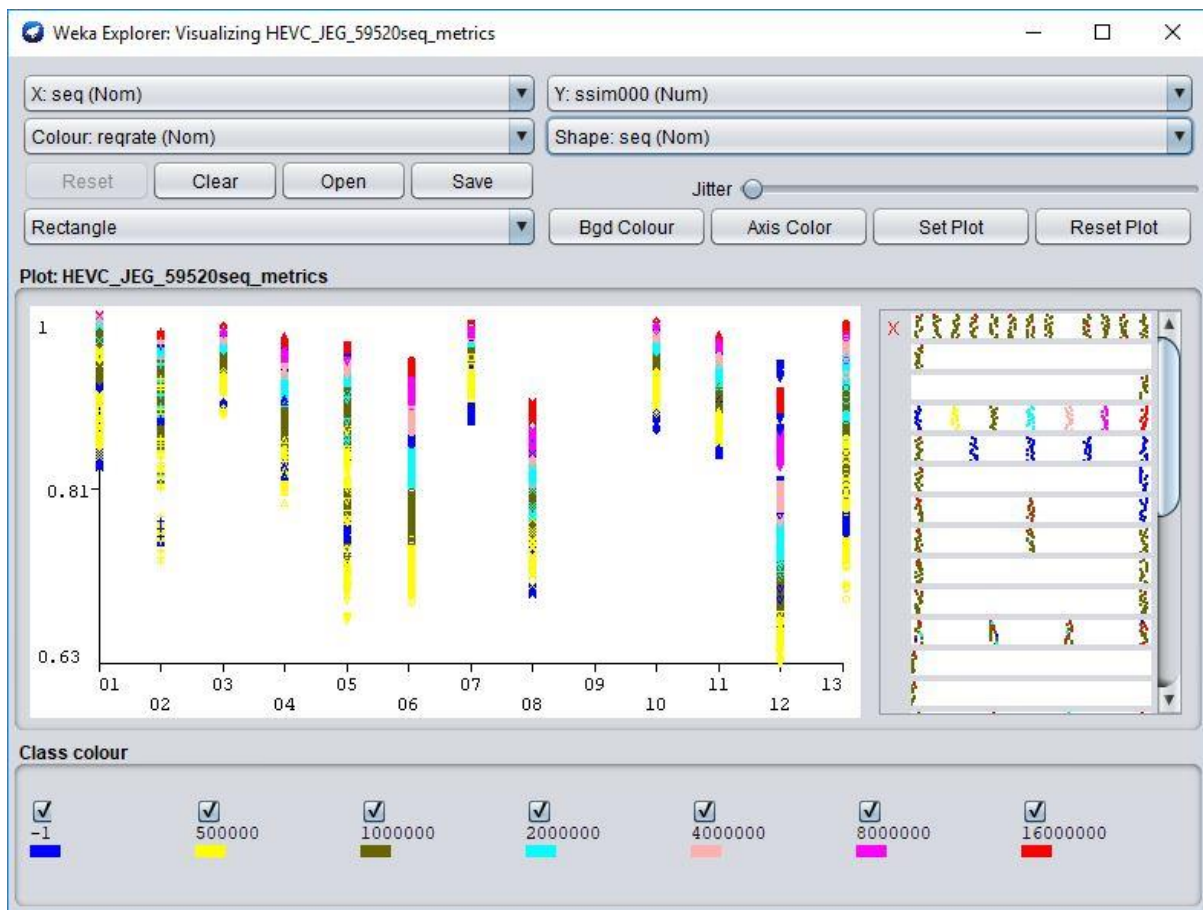 Weka Explorer: Visualizing HEVC_JEG_59520seq_metrics
X: seq (Nom)
Y: ssim000 (Num)
Colour: reqrate (Nom)
Shape: seq (Nom)
Reset
Clear
Open
Save
Jitter
Rectangle
Bgd Colour
Axis Color
Set Plot
Reset Plot
Plot: HEVC_JEG_59520seq_metrics
1
0.81
0.63
01 03 05 07 09 11 13
02 04 06 08 10 12
X
Class colour
-1 500000 1000000 2000000 4000000 8000000 16000000